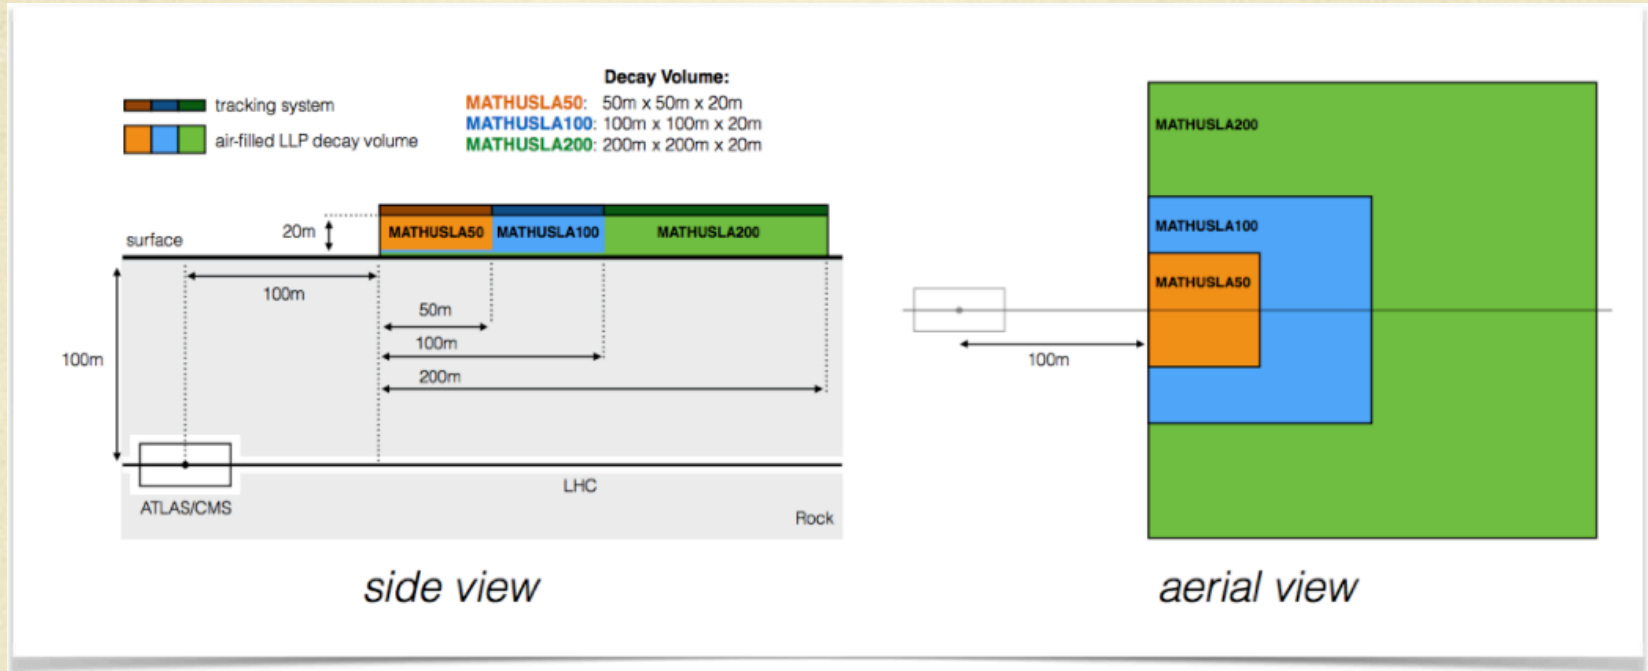 Decay Volume:
tracking system
air-filled LLP decay volume
MATHUSLA50: 50m x 50m x 20m
MATHUSLA100: 100m x 100m x 20m
MATHUSLA200: 200m x 200m x 20m
surface
20m
MATHUSLA50 MATHUSLA100 MATHUSLA200
100m
50m
100m
200m
100m
ATLAS/CMS
LHC
Rock
side view
MATHUSLA200
MATHUSLA100
MATHUSLA50
100m
aerial view